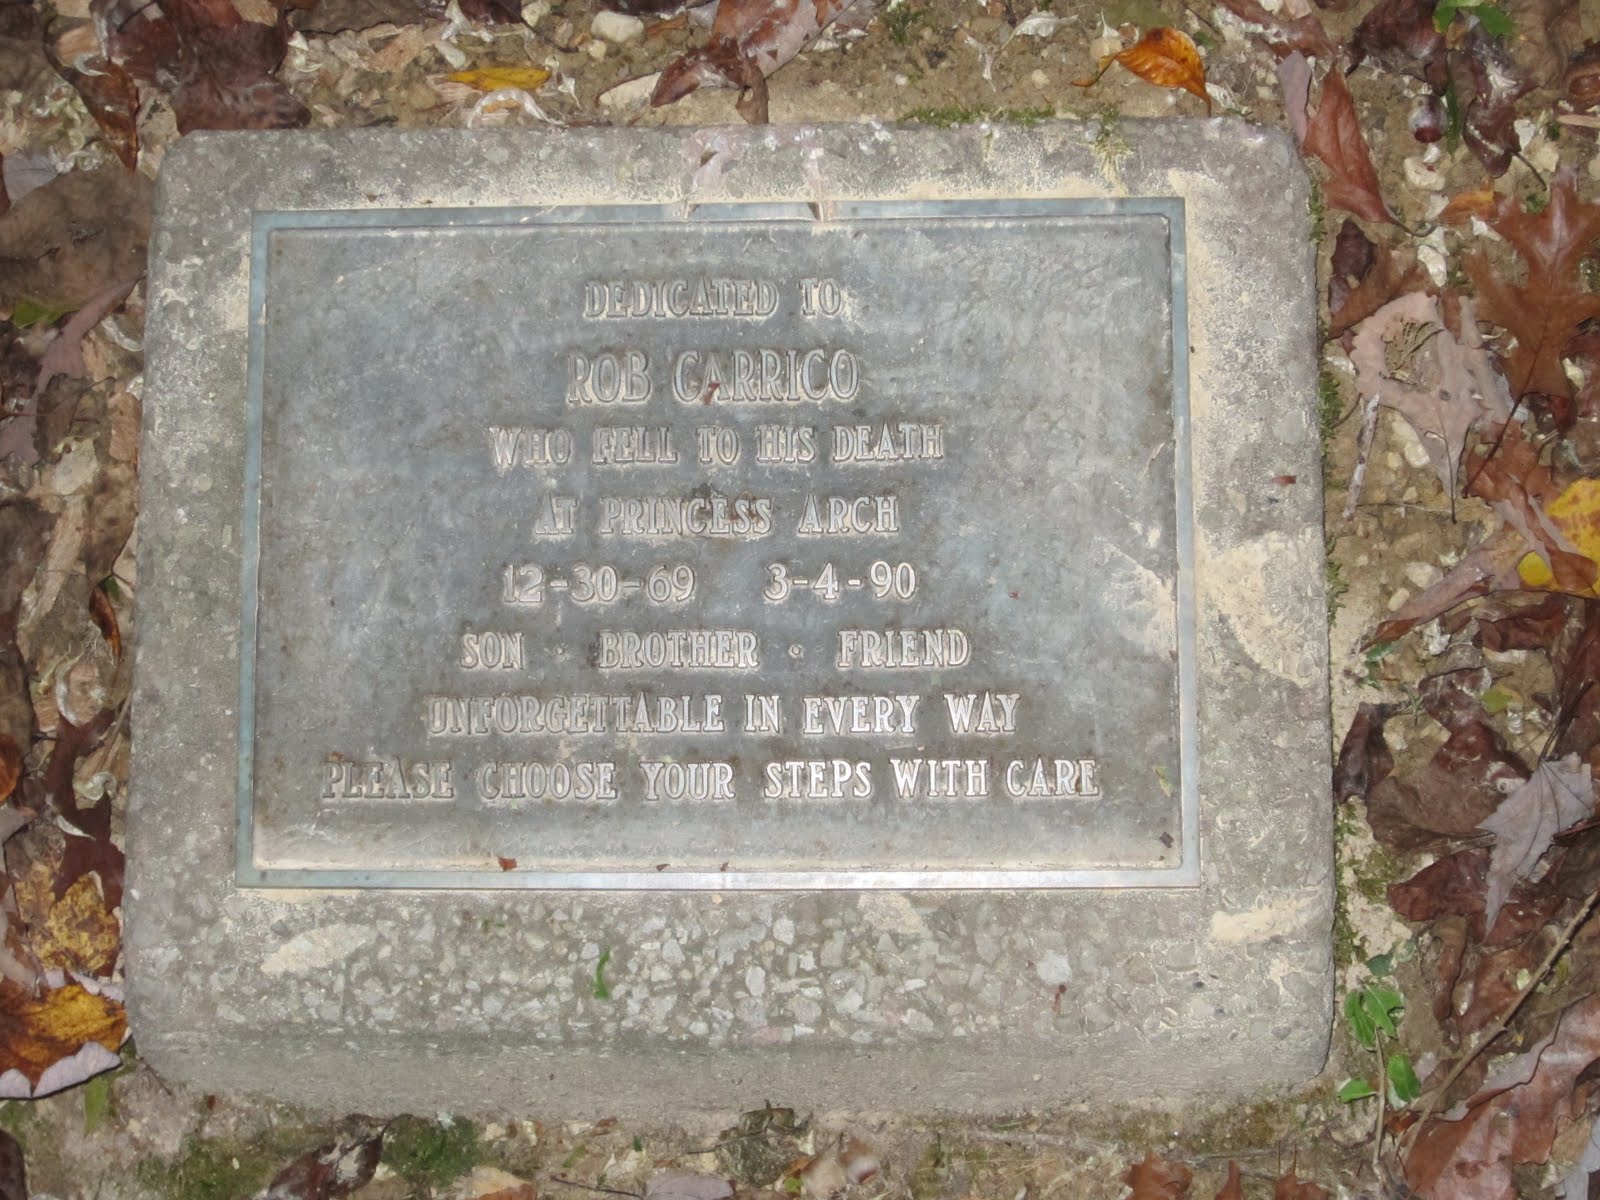 DEDICATED TO
ROB CARRICO
WHO FELL TO HIS DEATH
AT PRINCESS ARCH
12-30-69 3-4-90
SON · BROTHER · FRIEND
UNFORGETTABLE IN EVERY WAY
PLEASE CHOOSE YOUR STEPS WITH CARE